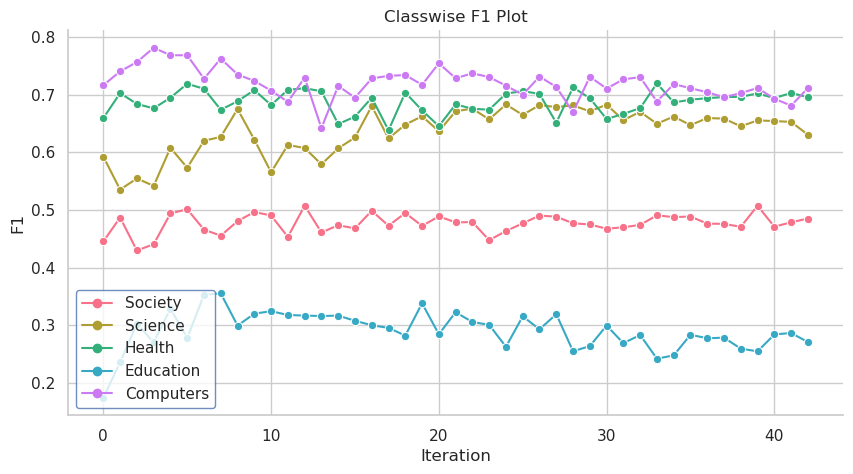 Classwise F1 Plot
0.8
0.7
0.6
0.5
0.4
0.3
0.2
F1
Society
Science
Health
Education
Computers
0 10 20 30 40
Iteration